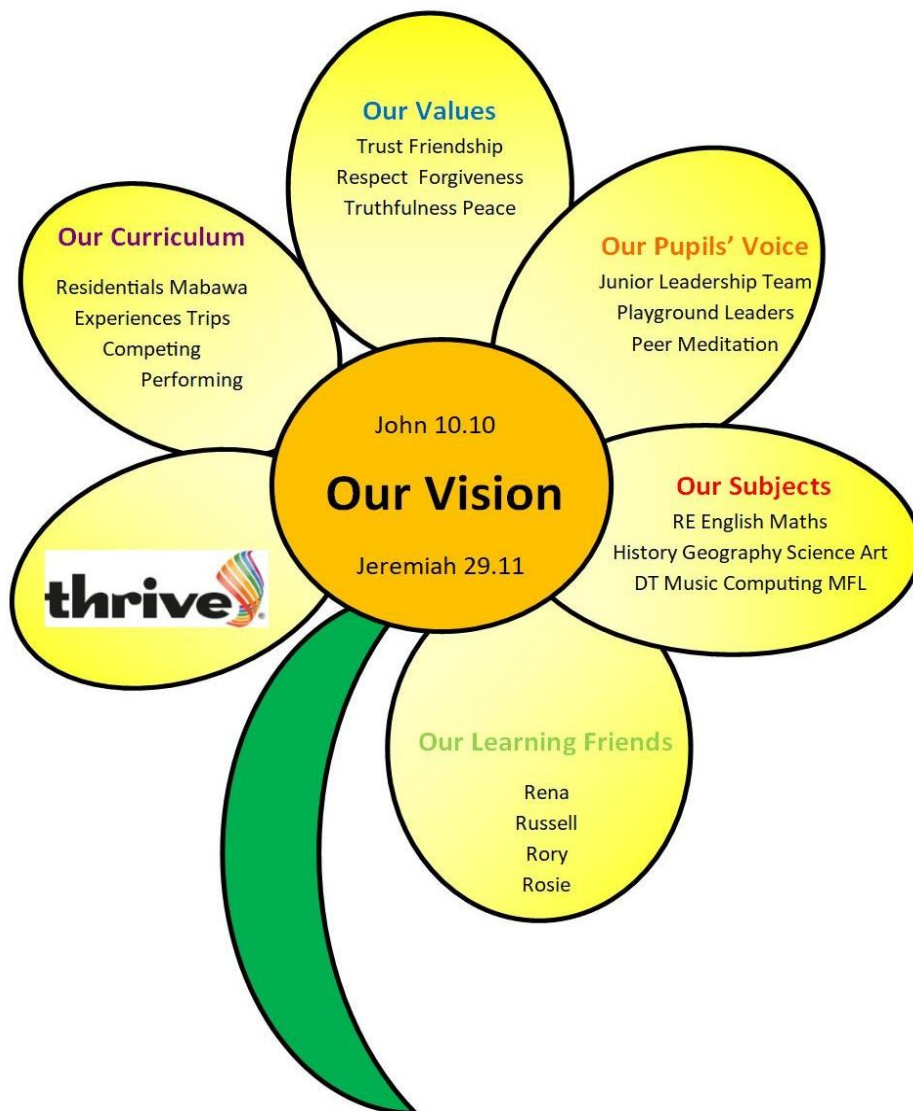 Our Values
Trust Friendship
Respect Forgiveness
Truthfulness Peace
Our Pupils' Voice
Junior Leadership Team
Playground Leaders
Peer Meditation
Our Subjects
RE English Maths
History Geography Science Art
DT Music Computing MFL
Our Learning Friends
Rena
Russell
Rory
Rosie
thrive®
Our Curriculum
Residentials Mabawa
Experiences Trips
Competing
Performing
John 10.10
Our Vision
Jeremiah 29.11